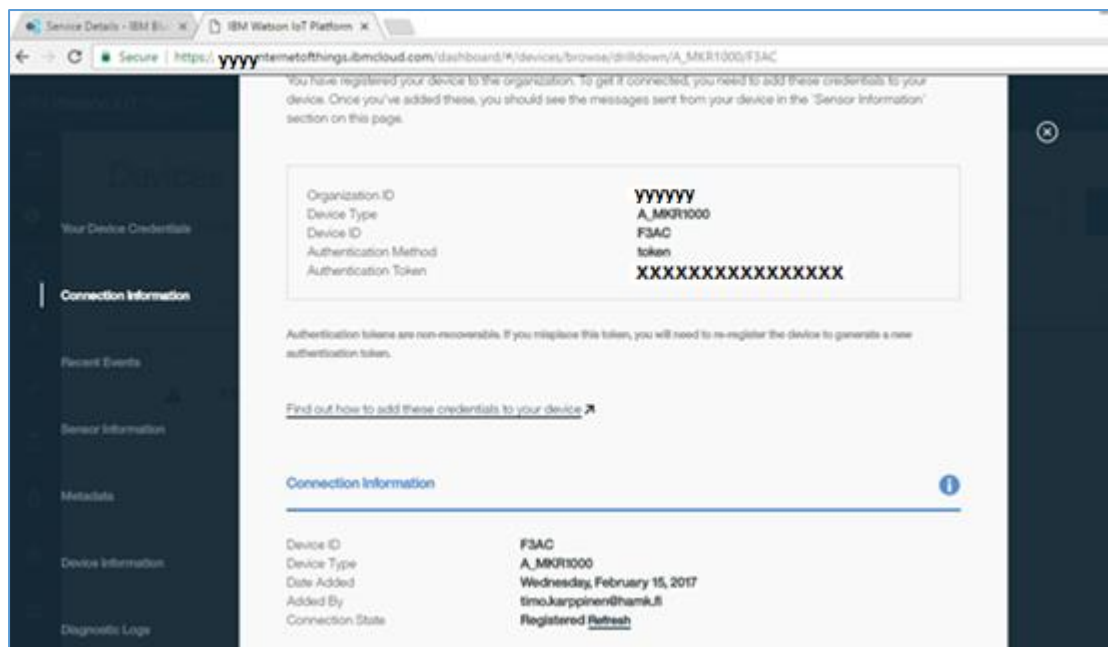 Service Details - IBM Bl
IBM Watson IoT Platform
Secure https:/ yyyy nternetofthings.ibmcloud.com/dashboard/#/devices/browse/drilldown/A_MKR1000/F3AC
You have registered your device to the organization. To get it connected, you need to add these credentials to your
device. Once you've added these, you should see the messages sent from your device in the 'Sensor Information'
section on this page.
Devices
Organization ID yyyyyy
Device Type A_MKR1000
Device ID F3AC
Authentication Method token
Authentication Token XXXXXXXXXXXXXXXX
Your Device Credentials
Connection Information
Recent Events
Sensor Information
Metadata
Device Information
Diagnostic Logs
Authentication tokens are non-recoverable. If you misplace this token, you will need to re-register the device to generate a new
authentication token.
Find out how to add these credentials to your device
Connection Information
Device ID F3AC
Device Type A_MKR1000
Date Added Wednesday, February 15, 2017
Added By timo.karppinen@hamk.fi
Connection State Registered Refresh